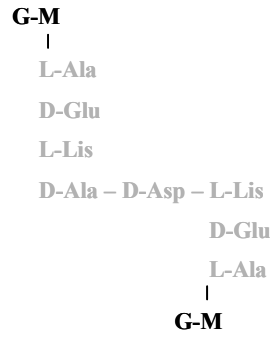 G-M
L-Ala
D-Glu
L-Lis
D-Ala – D-Asp – L-Lis
D-Glu
L-Ala
G-M